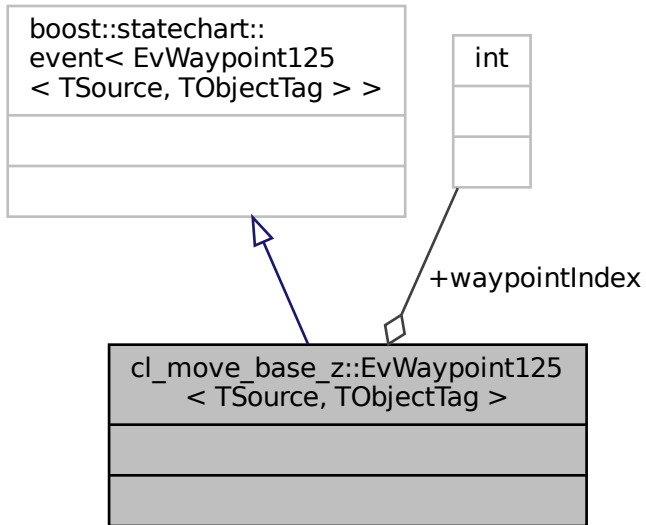 boost::statechart::
event< EvWaypoint125
< TSource, TObjectTag > >
int
+waypointIndex
cl_move_base_z::EvWaypoint125
< TSource, TObjectTag >